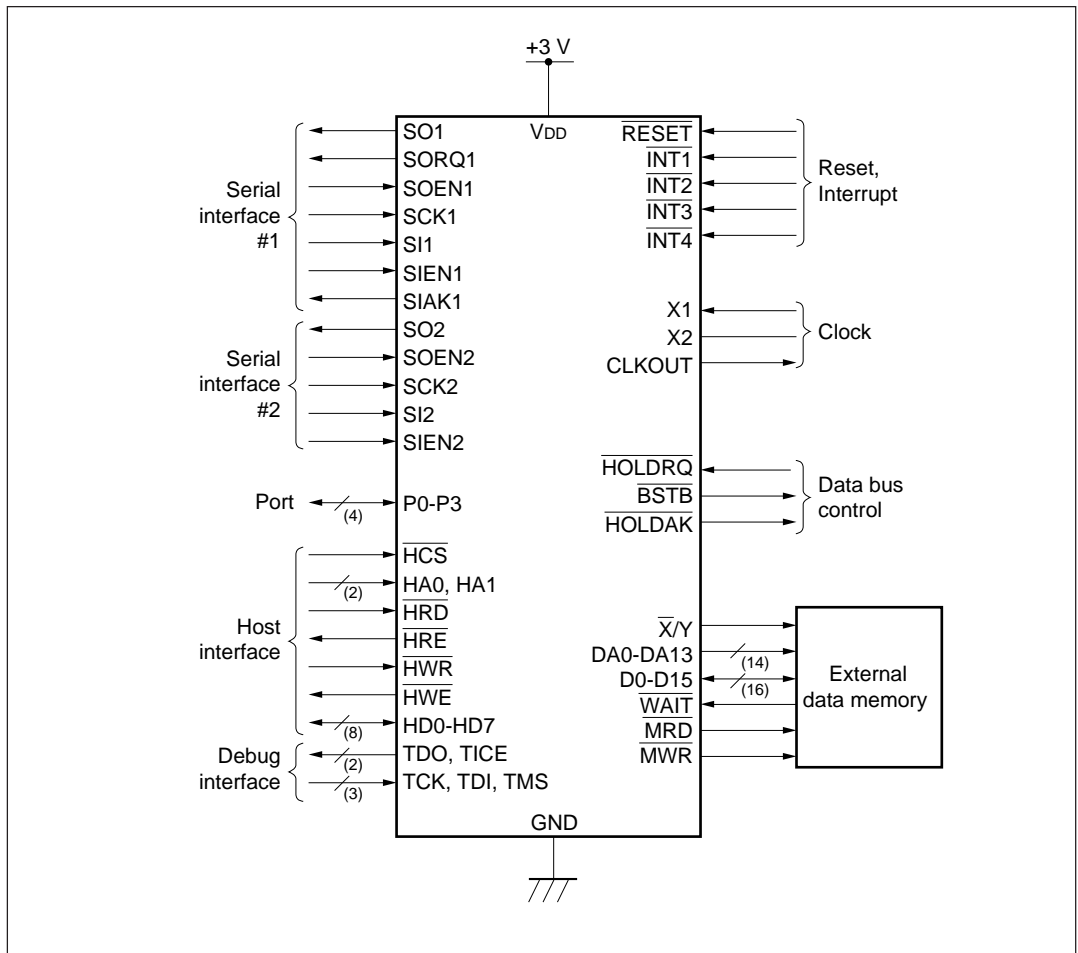 +3 V
VDD
SO1
SORQ1
SOEN1
SCK1
SI1
SIEN1
SIAK1
Serial
interface
#1
SO2
SOEN2
SCK2
SI2
SIEN2
Serial
interface
#2
Port
(4)
P0-P3
HCS
(2)
HA0, HA1
HRD
HRE
HWR
HWE
(8)
HD0-HD7
Host
interface
(2)
TDO, TICE
(3)
TCK, TDI, TMS
Debug
interface
RESET
INT1
INT2
INT3
INT4
Reset,
Interrupt
X1
X2
CLKOUT
Clock
HOLDRQ
BSTB
HOLDAK
Data bus
control
X/Y
DA0-DA13
(14)
D0-D15
(16)
WAIT
MRD
MWR
External
data memory
GND